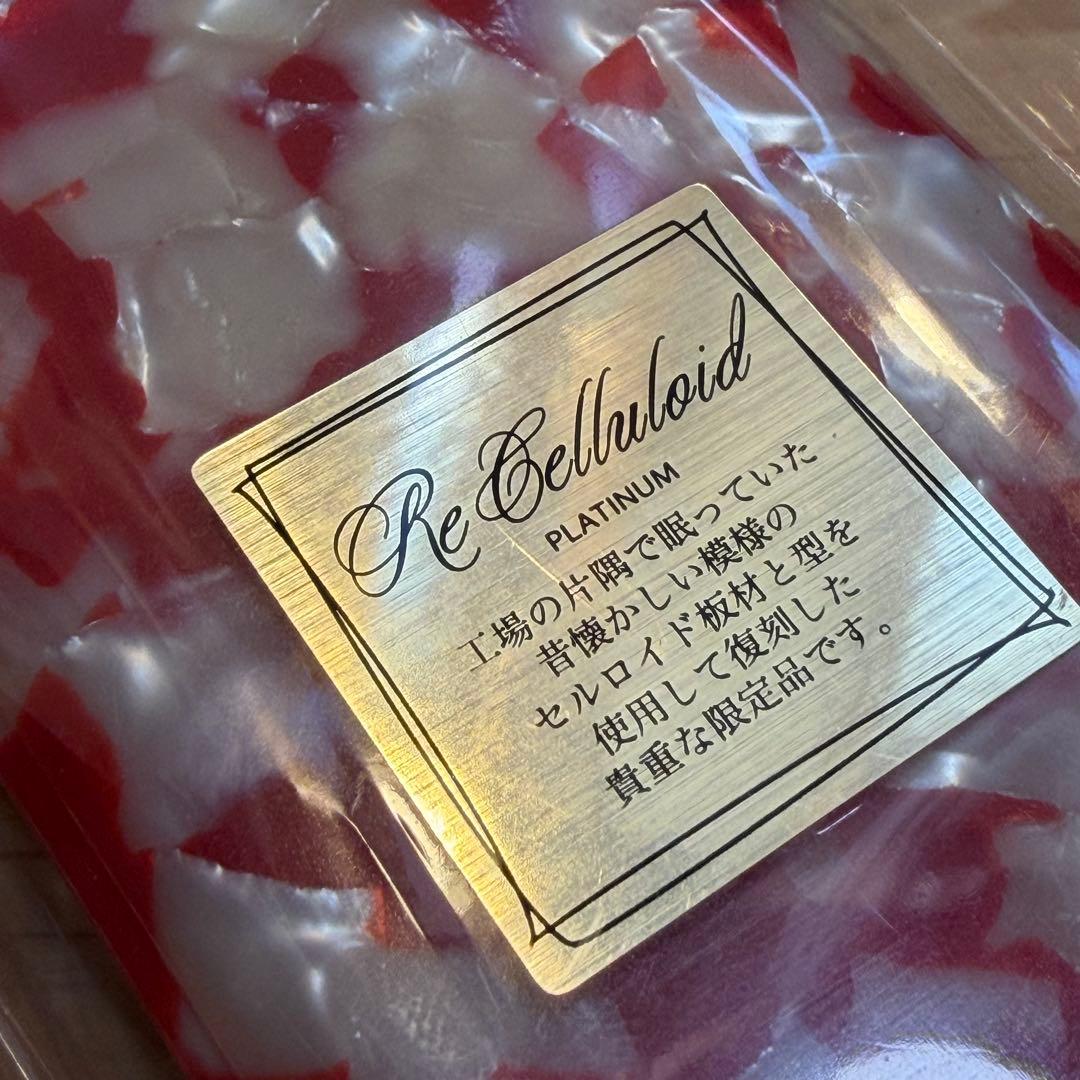 Re Celluloid
PLATINUM
工場の片隅で眠っていた
昔懐かしい模様の
セルロイド板材と型を
使用して復刻した
貴重な限定品です。